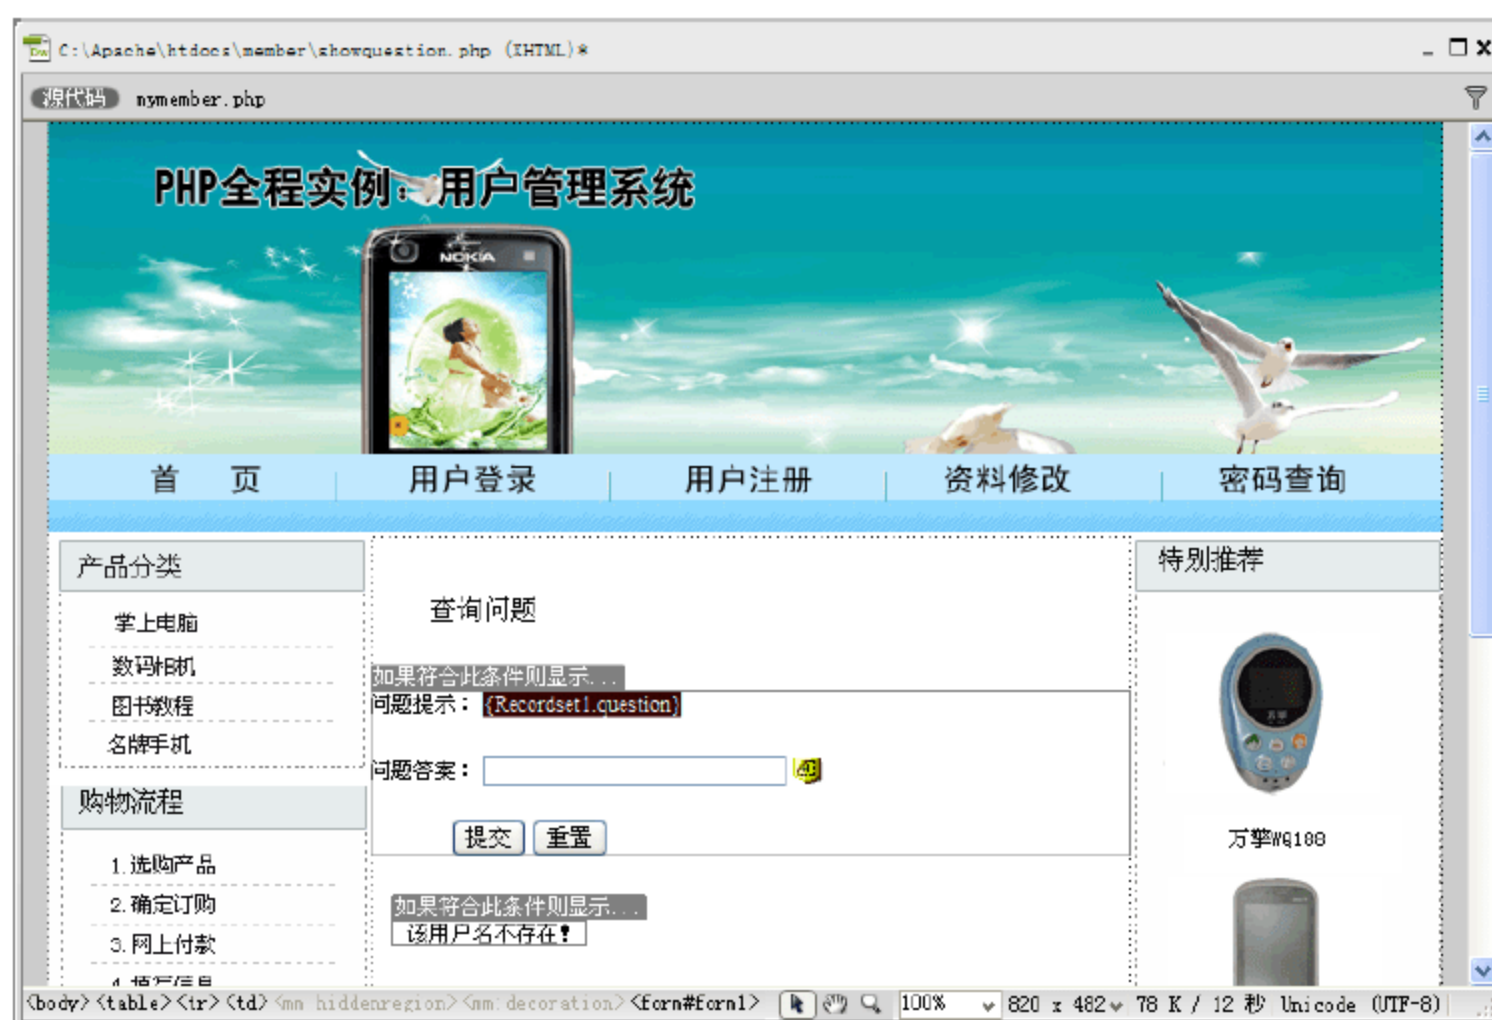 C:\Apache\htdocs\member\showquestion.php (XHTML)*
源代码 mymember.php
PHP全程实例：用户管理系统
NOKIA
首 页 用户登录 用户注册 资料修改 密码查询
产品分类
掌上电脑
数码相机
图书教程
名牌手机
购物流程
1.选购产品
2.确定订购
3.网上付款
4.填写信息
查询问题
如果符合此条件则显示...
问题提示： {Recordset1.question}
问题答案：
提交 重置
如果符合此条件则显示...
该用户名不存在！
特别推荐
万擎WQ188
<body> <table> <tr> <td> <mm:hiddenregion> <mm:decoration> <form#form1> 100% 820 x 482 78 K / 12 秒 Unicode (UTF-8)